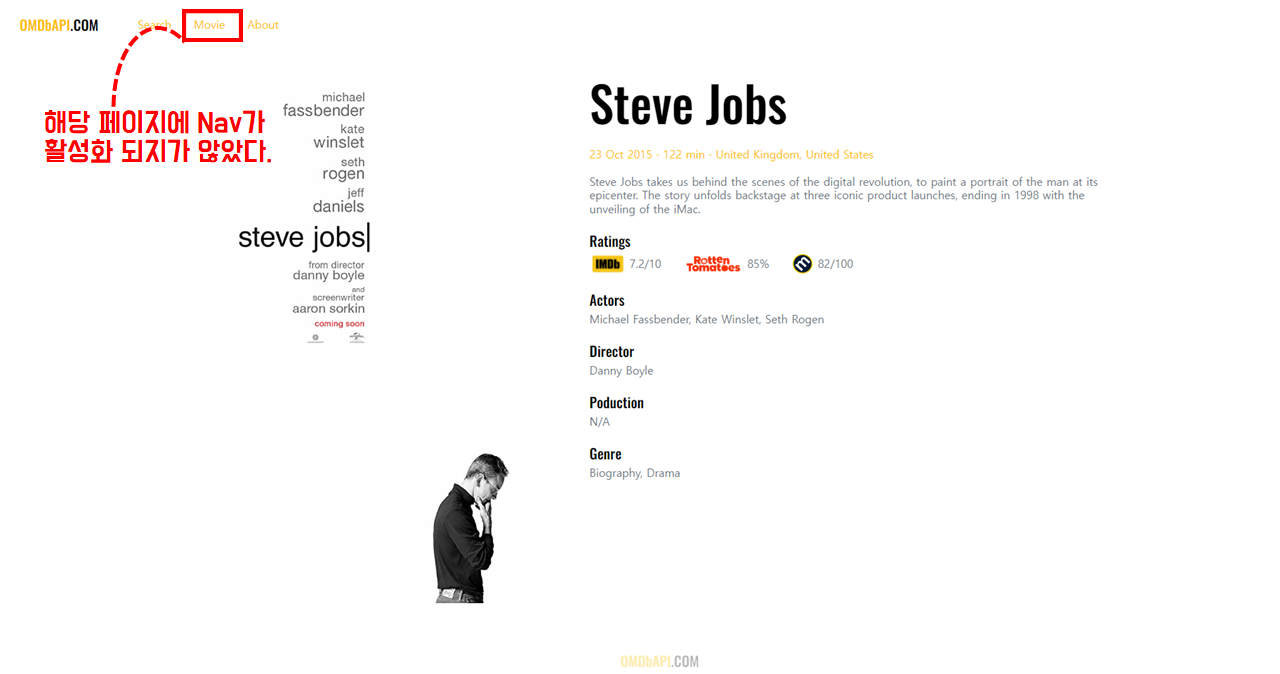 OMDbAPI.COM Search Movie About
해당 페이지에 Nav가
활성화 되지가 않았다.
michael
fassbender
kate
winslet
seth
rogen
jeff
daniels
steve jobs
from director
danny boyle
and
screenwriter
aaron sorkin
coming soon
Steve Jobs
23 Oct 2015 · 122 min · United Kingdom, United States
Steve Jobs takes us behind the scenes of the digital revolution, to paint a portrait of the man at its
epicenter. The story unfolds backstage at three iconic product launches, ending in 1998 with the
unveiling of the iMac.
Ratings
IMDb 7.2/10 Rotten Tomatoes 85% 82/100
Actors
Michael Fassbender, Kate Winslet, Seth Rogen
Director
Danny Boyle
Poduction
N/A
Genre
Biography, Drama
OMDbAPI.COM